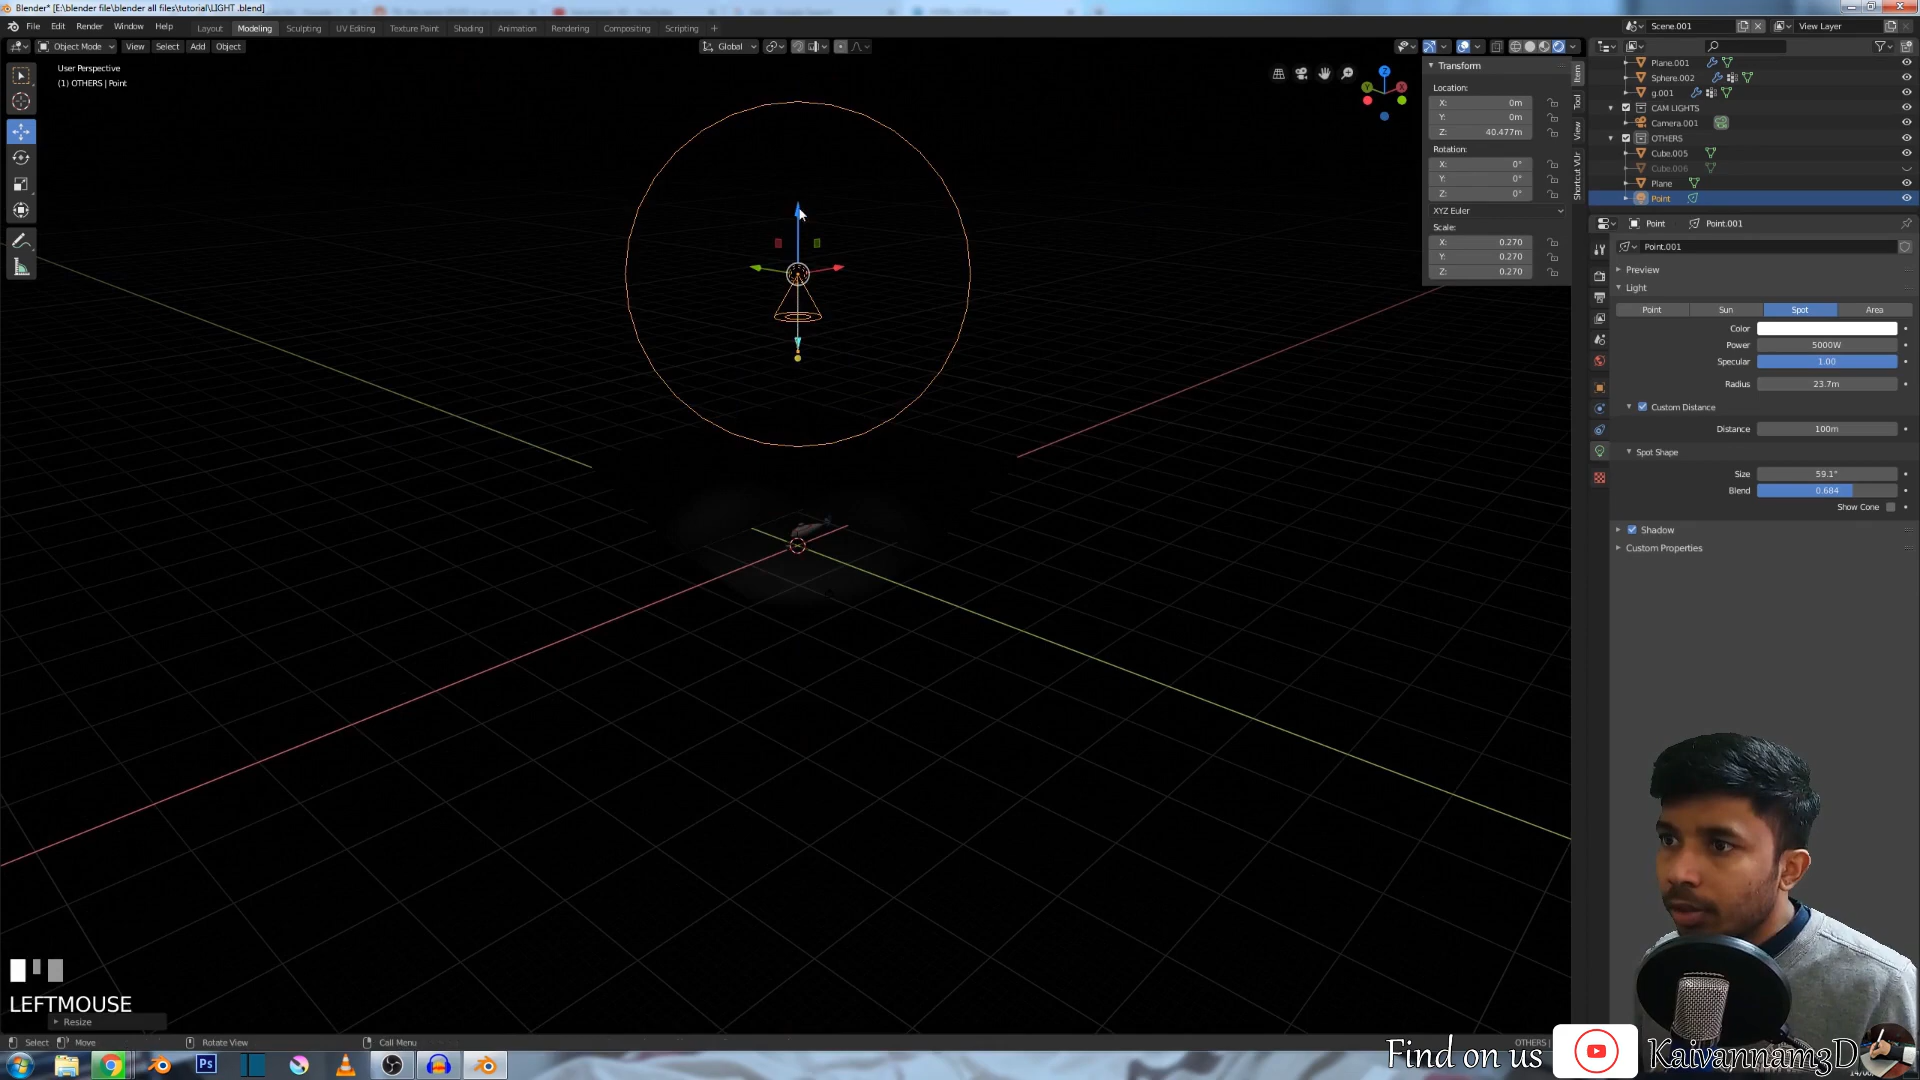 Blender* [E:\blender file\blender all files\tutorial\LIGHT .blend]
File Edit Render Window Help Layout Modeling Sculpting UV Editing Texture Paint Shading Animation Rendering Compositing Scripting + Scene.001 View Layer
Object Mode View Select Add Object Global
User Perspective
(1) OTHERS | Point
Transform
Location:
X: 0m
Y: 0m
Z: 40.477m
Rotation:
X: 0°
Y: 0°
Z: 0°
XYZ Euler
Scale:
X: 0.270
Y: 0.270
Z: 0.270
Item
Tool
View
Shortcut VUr
Plane.001
Sphere.002
g.001
CAM LIGHTS
Camera.001
OTHERS
Cube.005
Cube.006
Plane
Point
Point Point.001
Point.001
Preview
Light
Point Sun Spot Area
Color
Power 5000W
Specular 1.00
Radius 23.7m
Custom Distance
Distance 100m
Spot Shape
Size 59.1°
Blend 0.684
Show Cone
Shadow
Custom Properties
LEFTMOUSE
Resize
Select Move Rotate View Call Menu OTHERS |
Find on us Kaivannam3D